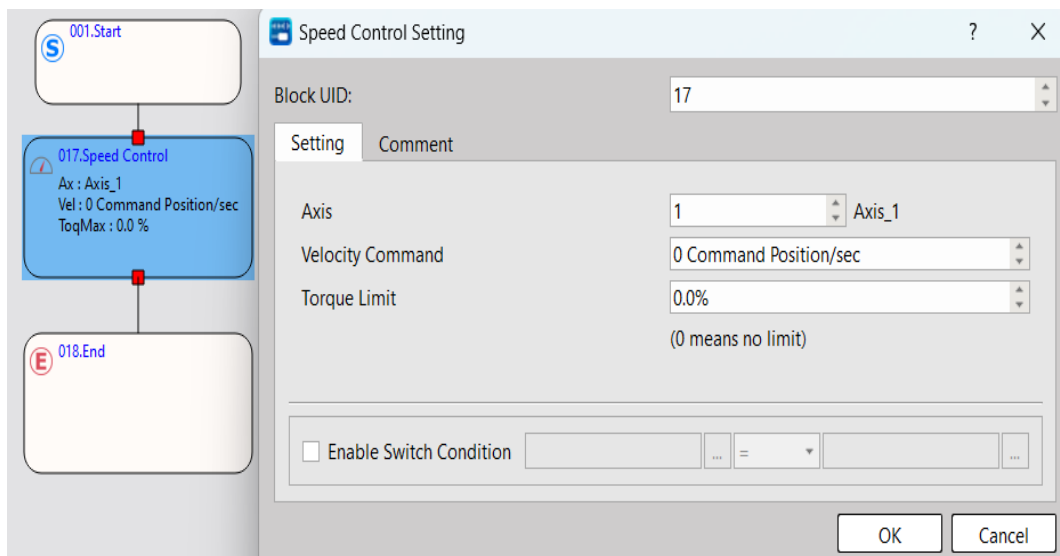 001.Start
S
017.Speed Control
Ax : Axis_1
Vel : 0 Command Position/sec
ToqMax : 0.0 %
018.End
E
Speed Control Setting
?
X
Block UID:
17
Setting
Comment
Axis
1
Axis_1
Velocity Command
0 Command Position/sec
Torque Limit
0.0%
(0 means no limit)
Enable Switch Condition
...
=
...
OK
Cancel